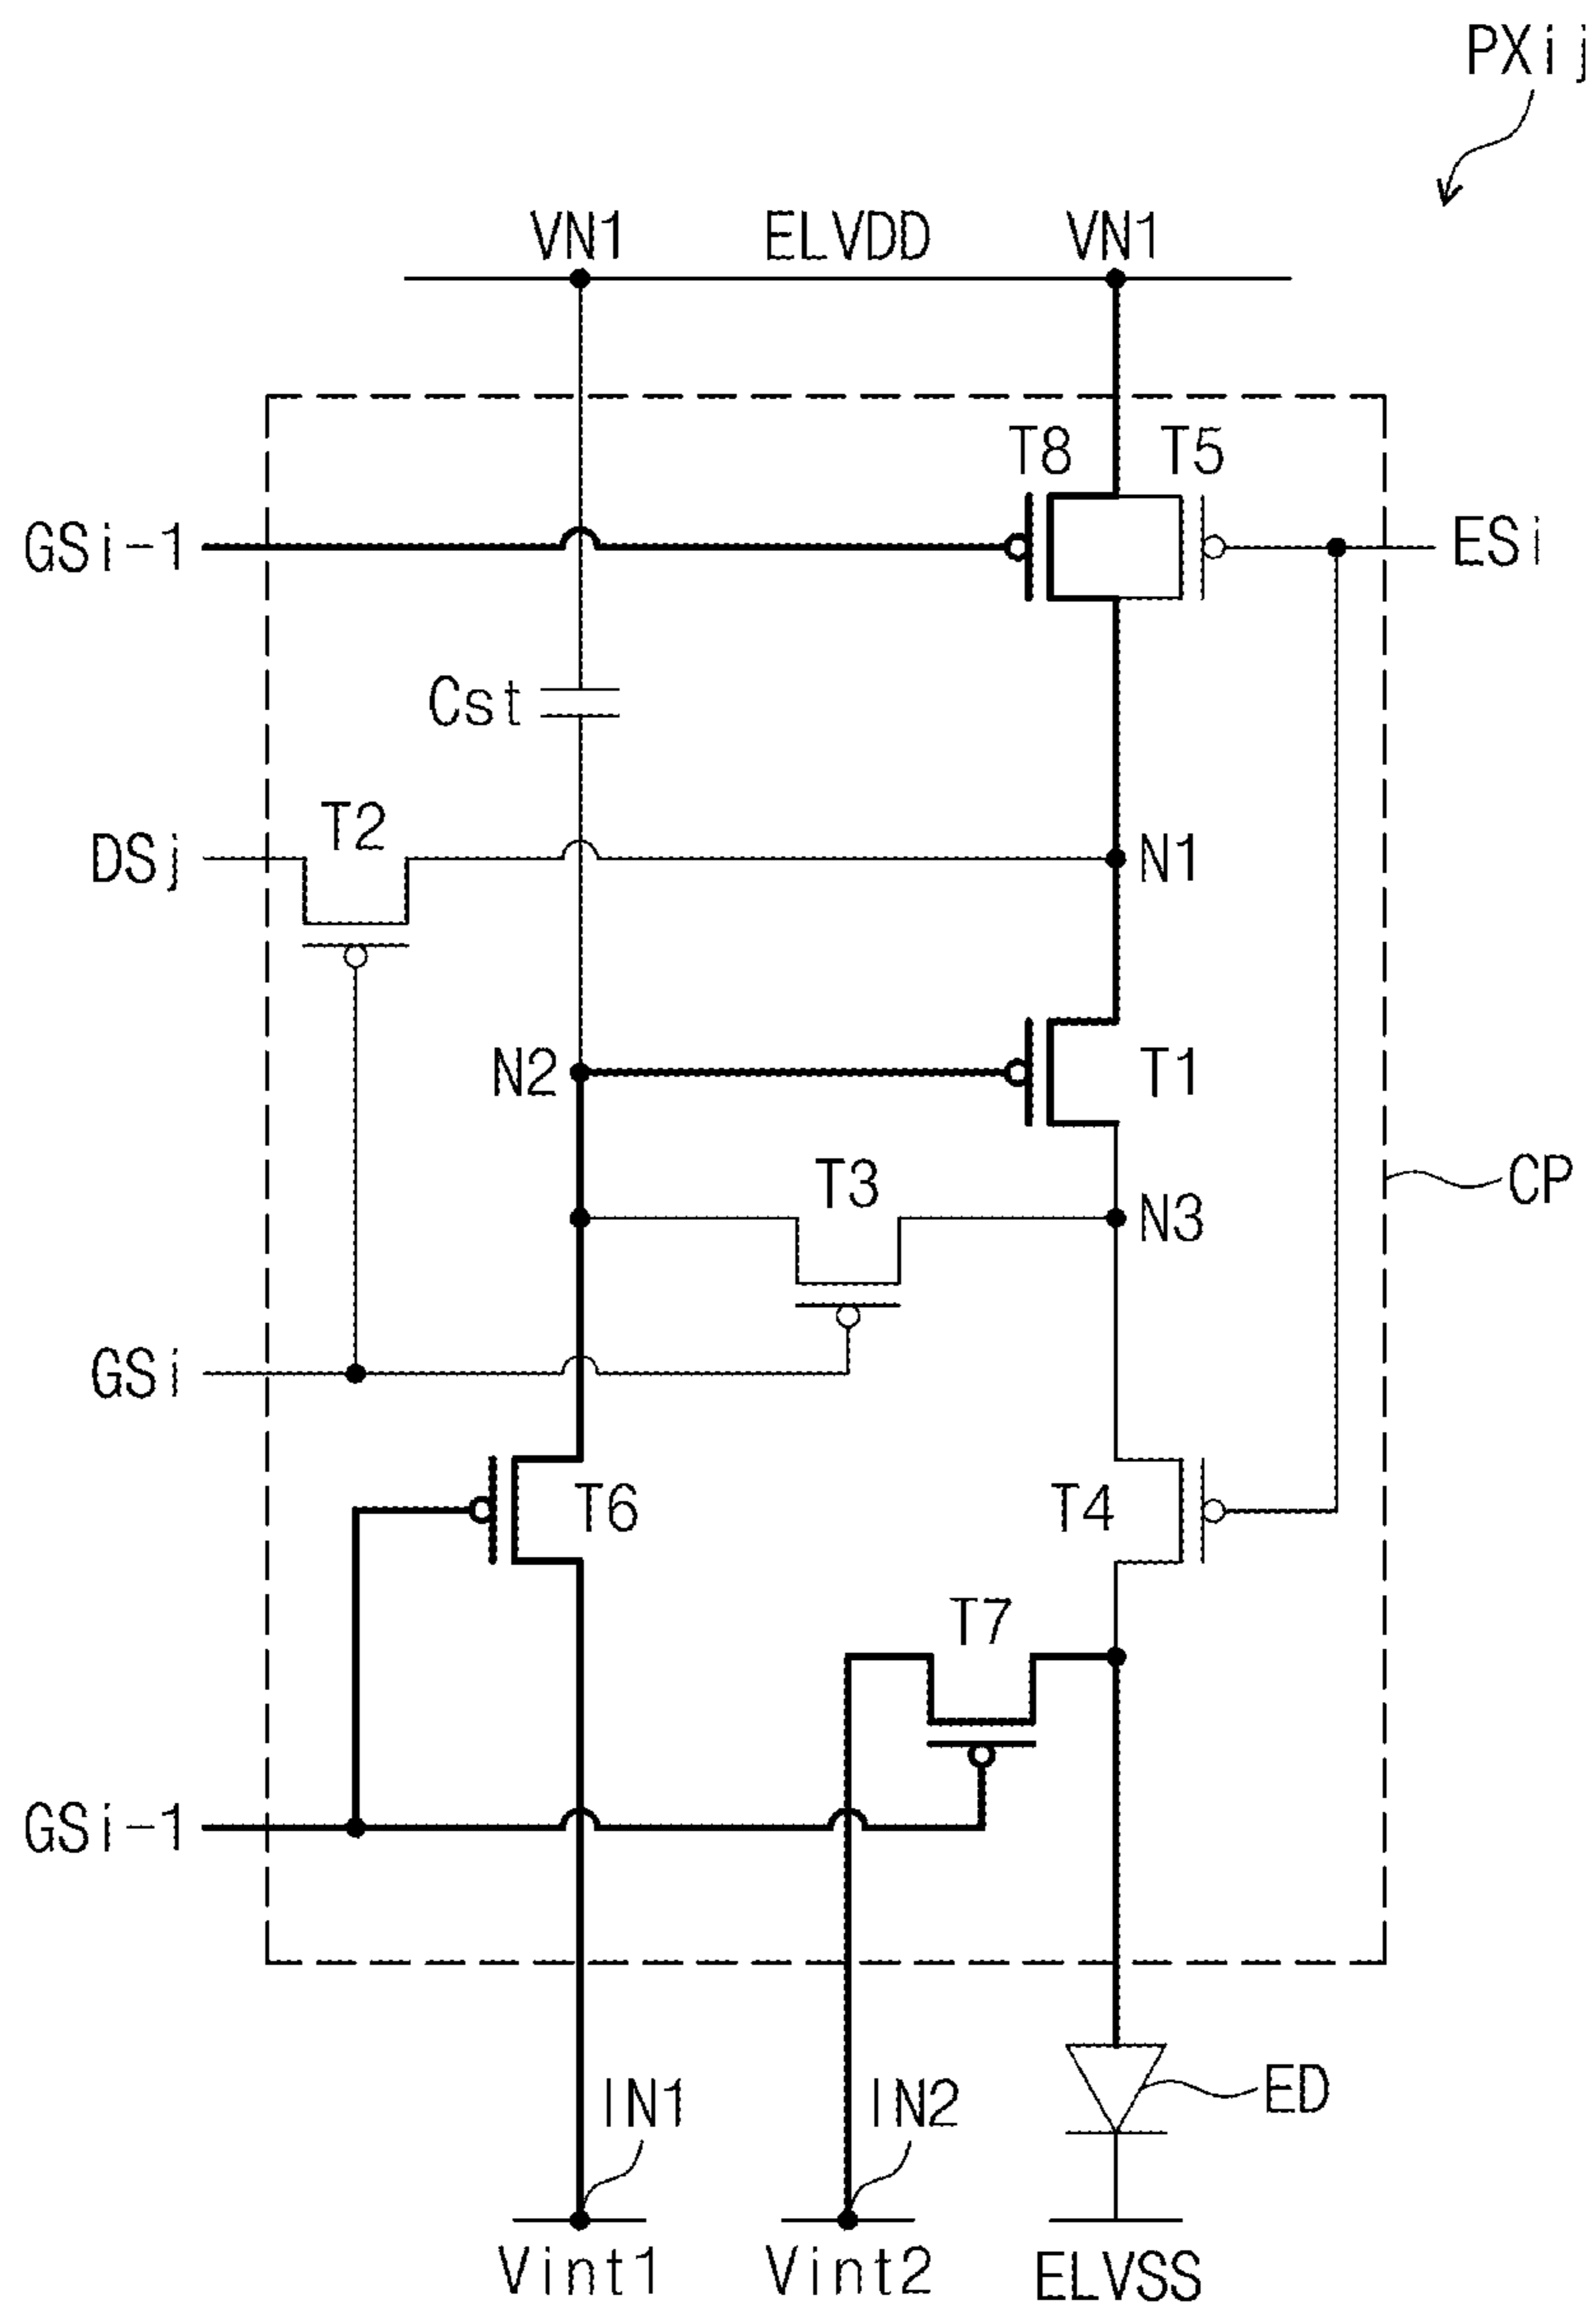 PXij
VN1 ELVDD VN1
T8 T5
GSi-1 ESi
Cst
T2
DSj N1
N2 T1
T3 CP
N3
GSi
T6 T4
T7
GSi-1
IN1 IN2 ED
Vint1 Vint2 ELVSS